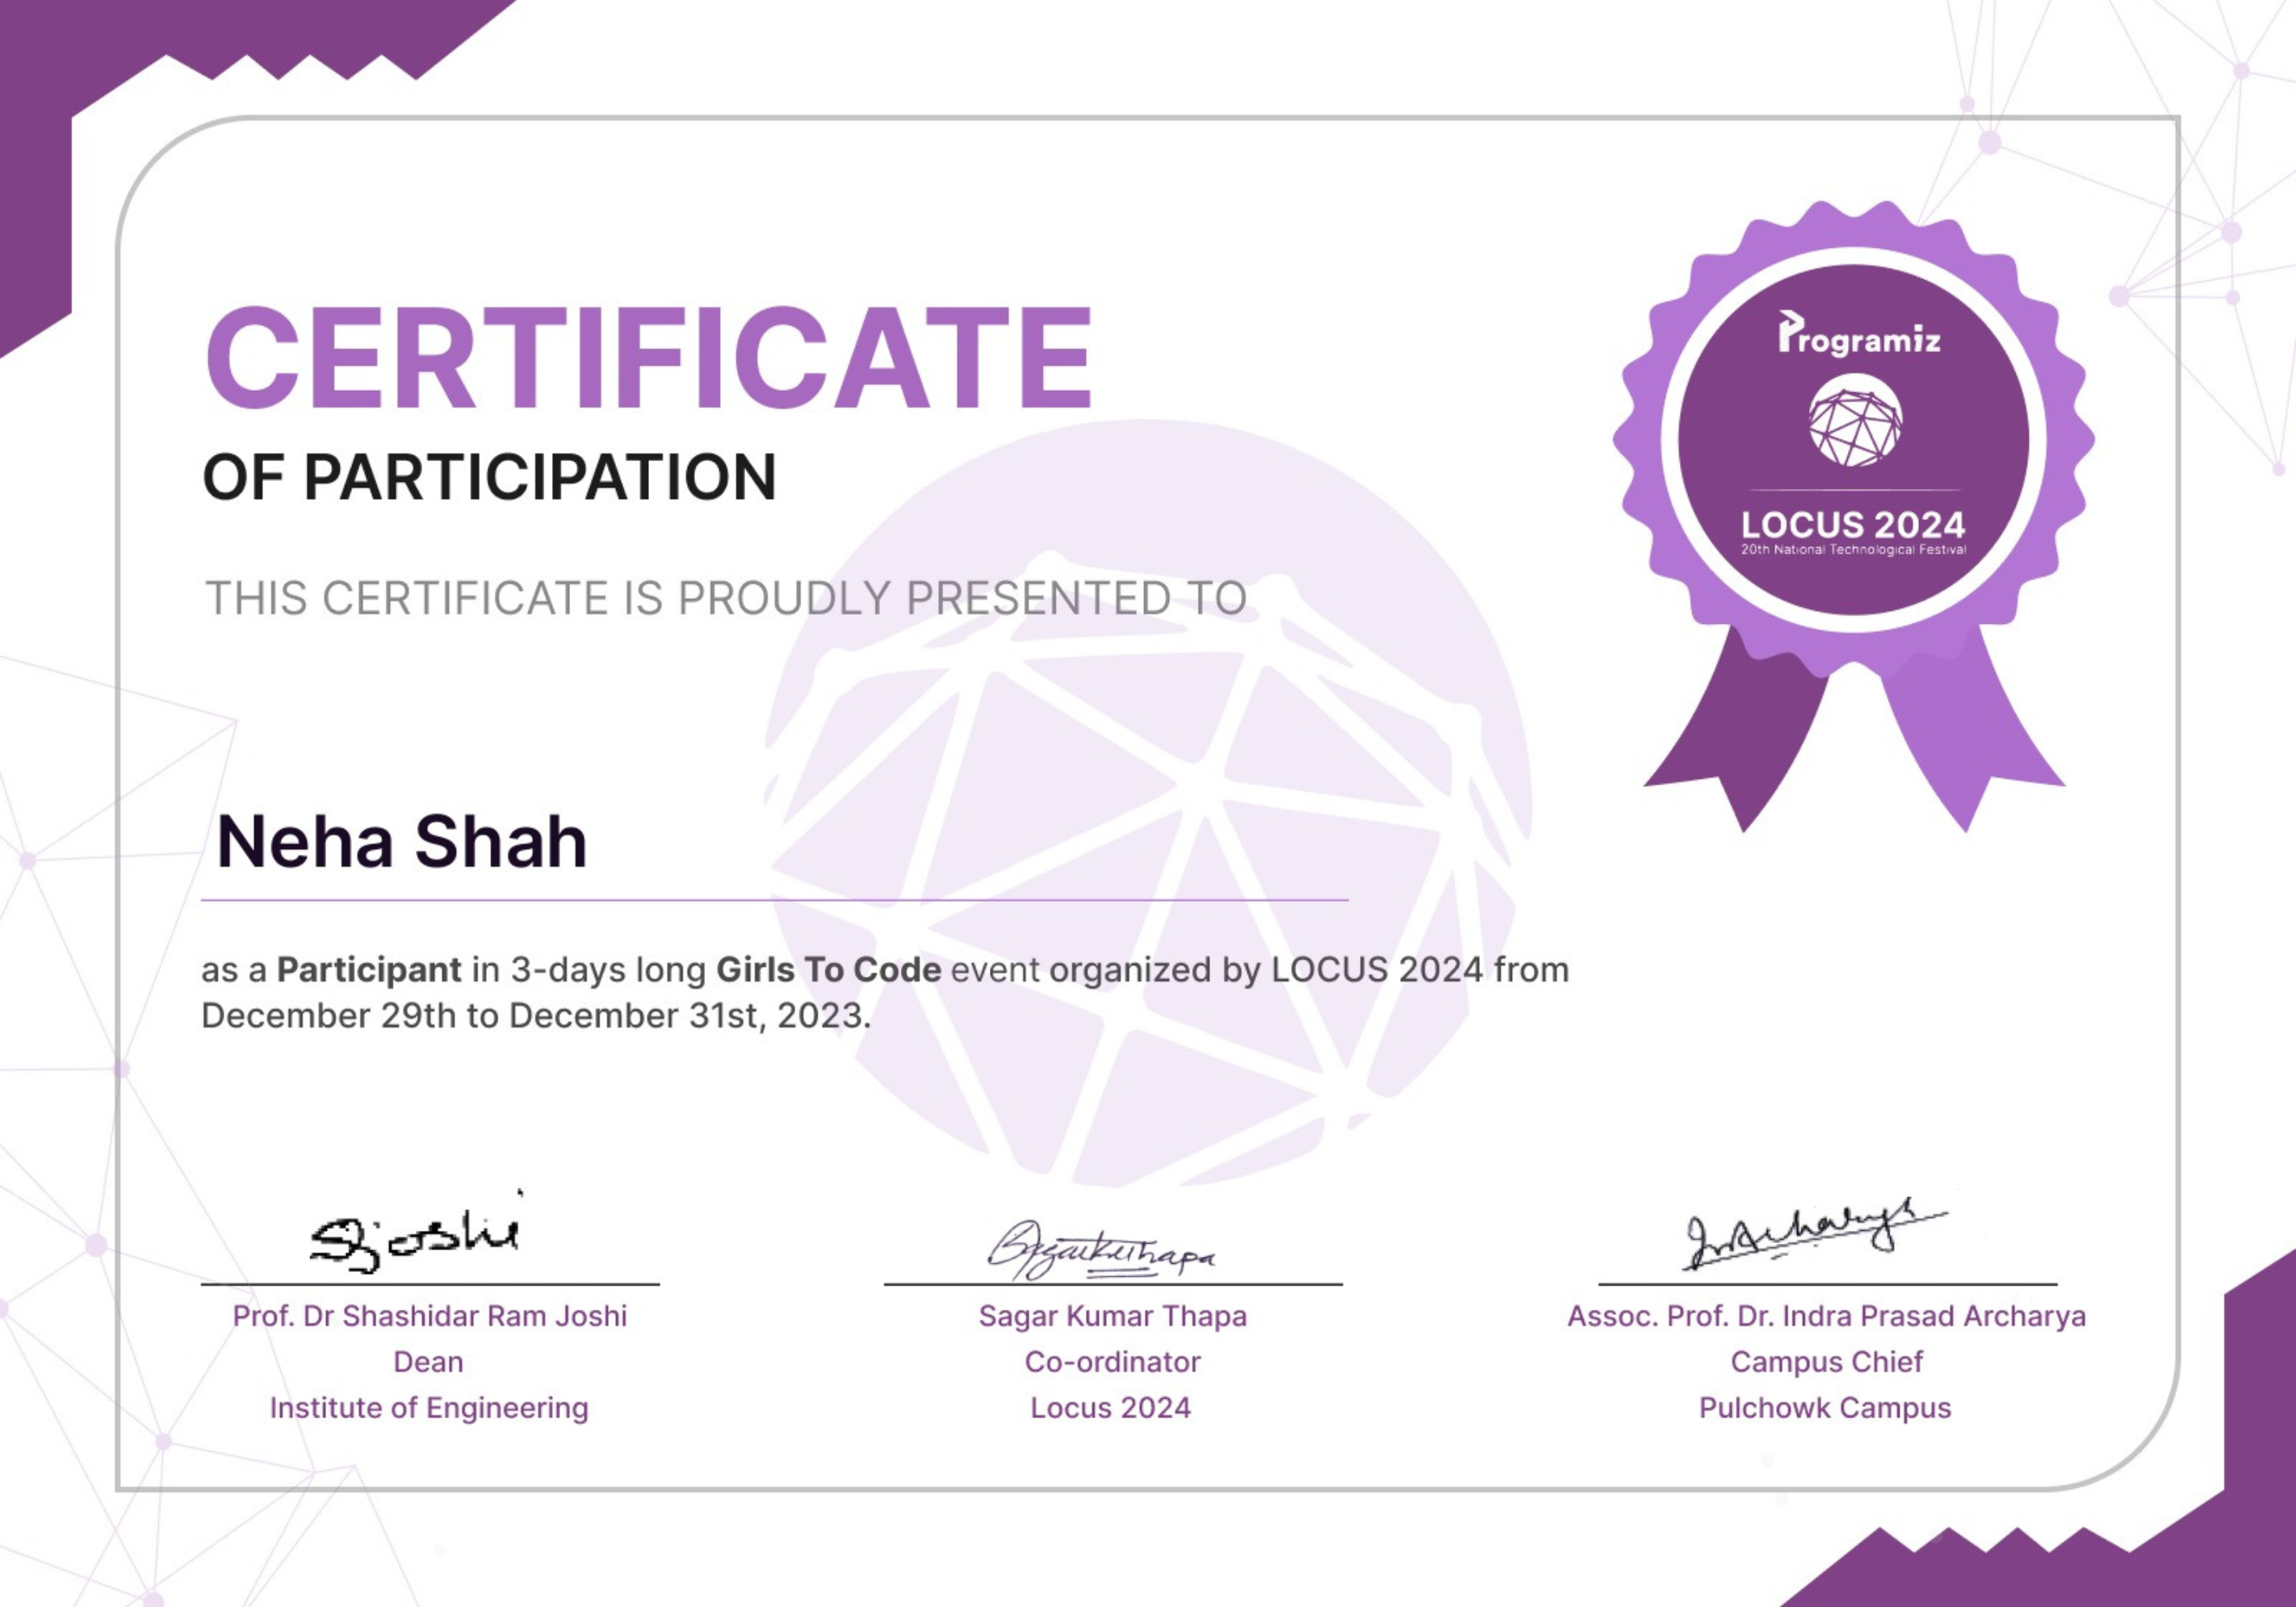 CERTIFICATE
OF PARTICIPATION
THIS CERTIFICATE IS PROUDLY PRESENTED TO
Programiz
LOCUS 2024
20th National Technological Festival
Neha Shah
as a Participant in 3-days long Girls To Code event organized by LOCUS 2024 from
December 29th to December 31st, 2023.
SJoshi
Sagarkuthapa
InAcharya
Prof. Dr Shashidar Ram Joshi
Dean
Institute of Engineering
Sagar Kumar Thapa
Co-ordinator
Locus 2024
Assoc. Prof. Dr. Indra Prasad Archarya
Campus Chief
Pulchowk Campus